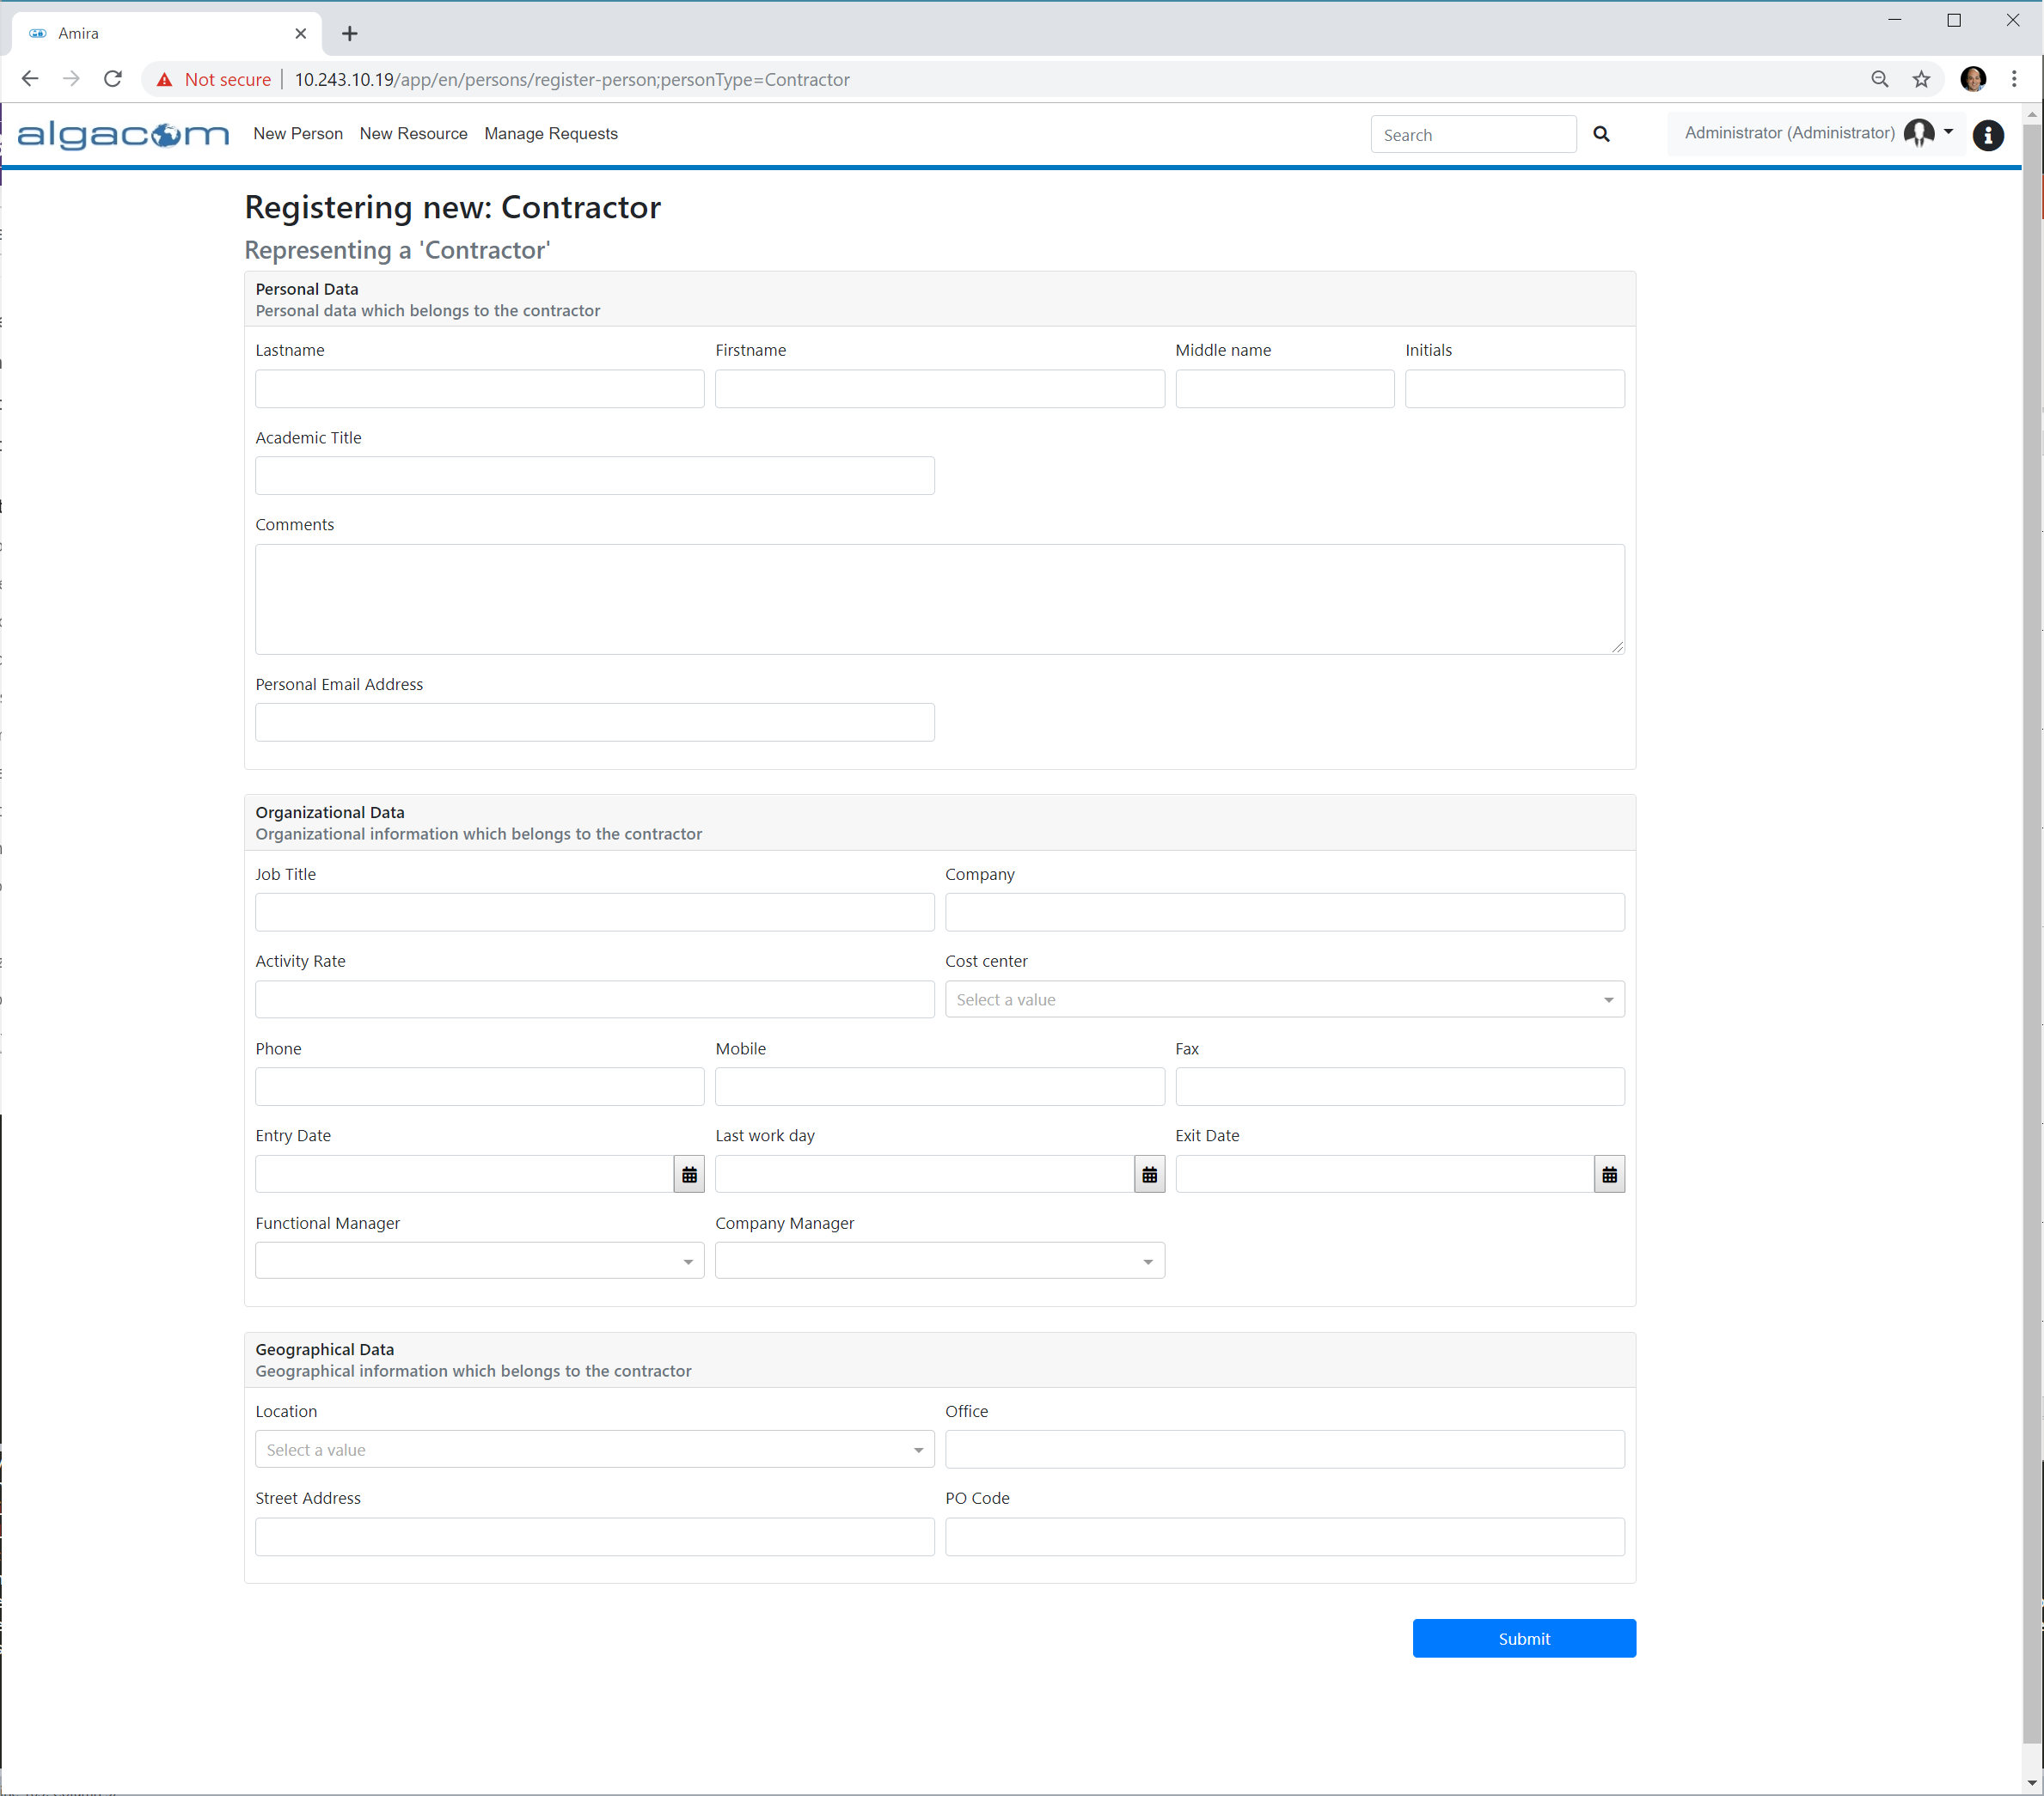 Amira
Not secure 10.243.10.19/app/en/persons/register-person;personType=Contractor
algacom New Person New Resource Manage Requests Search Administrator (Administrator)
Registering new: Contractor
Representing a 'Contractor'
Personal Data
Personal data which belongs to the contractor
Lastname Firstname Middle name Initials
Academic Title
Comments
Personal Email Address
Organizational Data
Organizational information which belongs to the contractor
Job Title Company
Activity Rate Cost center
Select a value
Phone Mobile Fax
Entry Date Last work day Exit Date
Functional Manager Company Manager
Geographical Data
Geographical information which belongs to the contractor
Location Office
Select a value
Street Address PO Code
Submit